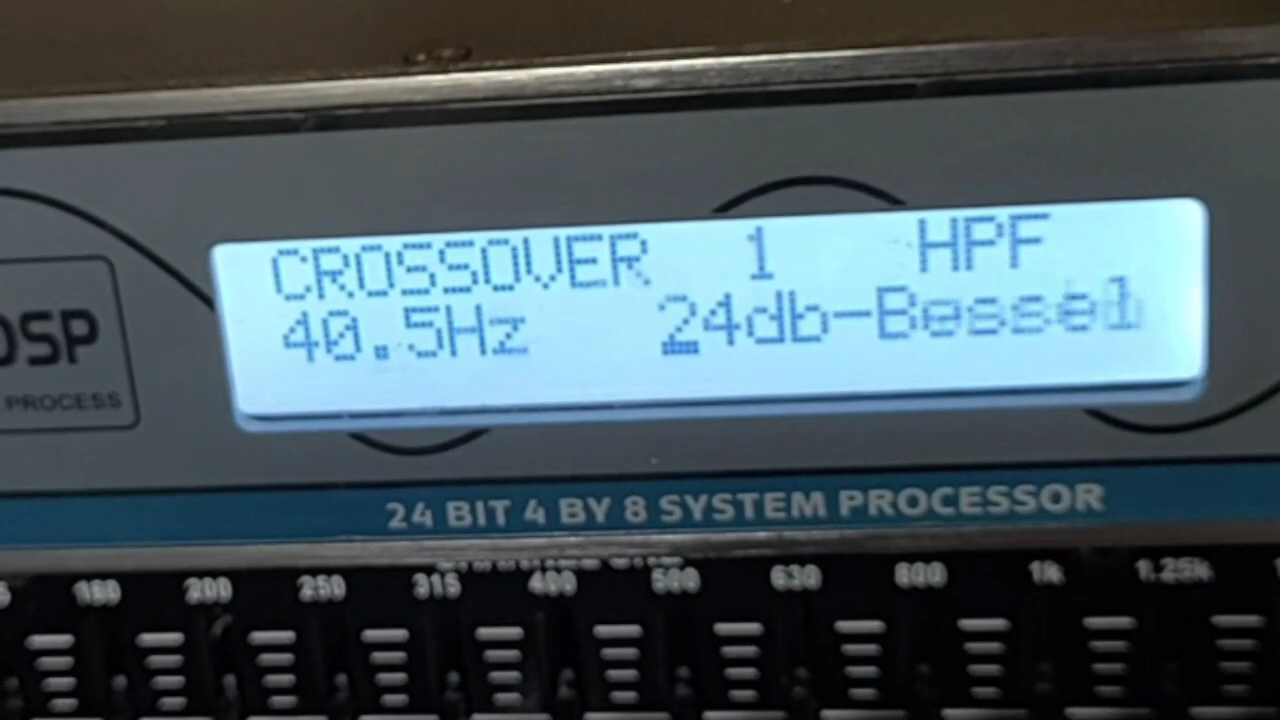 CROSSOVER 1 HPF
40.5Hz 24db-Bessel
DSP
PROCESS
24 BIT 4 BY 8 SYSTEM PROCESSOR
160 200 250 315 400 500 630 800 1k 1.25k